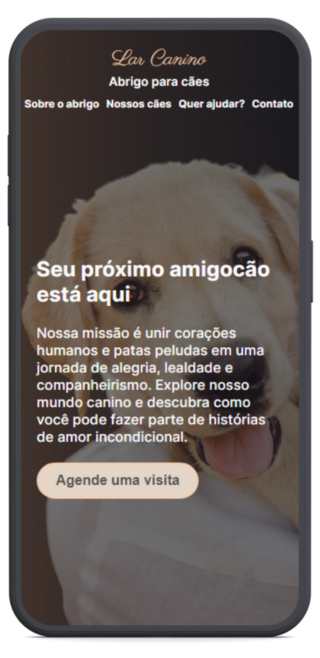 Lar Canino
Abrigo para cães
Sobre o abrigo Nossos cães Quer ajudar? Contato
Seu próximo amigocão
está aqui
Nossa missão é unir corações
humanos e patas peludas em uma
jornada de alegria, lealdade e
companheirismo. Explore nosso
mundo canino e descubra como
você pode fazer parte de histórias
de amor incondicional.
Agende uma visita